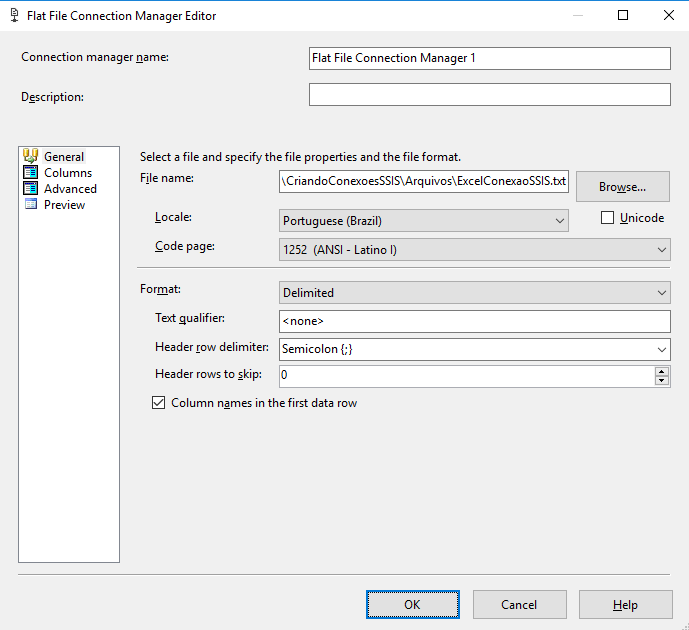 Flat File Connection Manager Editor
Connection manager name: Flat File Connection Manager 1
Description:
General
Columns
Advanced
Preview
Select a file and specify the file properties and the file format.
File name: \CriandoConexoesSSIS\Arquivos\ExcelConexaoSSIS.txt Browse...
Locale: Portuguese (Brazil) Unicode
Code page: 1252 (ANSI - Latino I)
Format: Delimited
Text qualifier: <none>
Header row delimiter: Semicolon {;}
Header rows to skip: 0
Column names in the first data row
OK Cancel Help